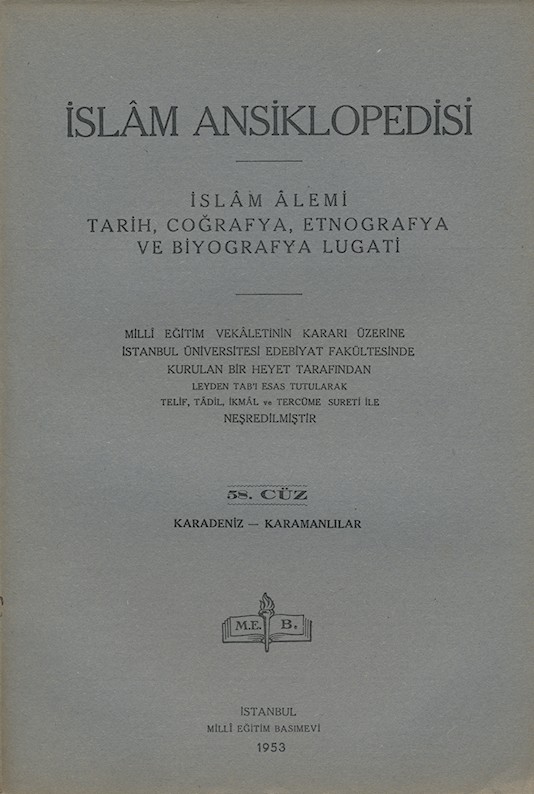 İSLÂM ANSİKLOPEDİSİ
İSLÂM ÂLEMİ
TARİH, COĞRAFYA, ETNOGRAFYA
VE BİYOGRAFYA LUGATİ
MİLLÎ EĞİTİM VEKÂLETİNİN KARARI ÜZERİNE
İSTANBUL ÜNİVERSİTESİ EDEBİYAT FAKÜLTESİNDE
KURULAN BİR HEYET TARAFINDAN
LEYDEN TAB'I ESAS TUTULARAK
TELİF, TÂDİL, İKMÂL ve TERCÜME SURETİ İLE
NEŞREDİLMİŞTİR
58. CÜZ
KARADENİZ — KARAMANLILAR
M.E. B.
İSTANBUL
MİLLÎ EĞİTİM BASIMEVİ
1953